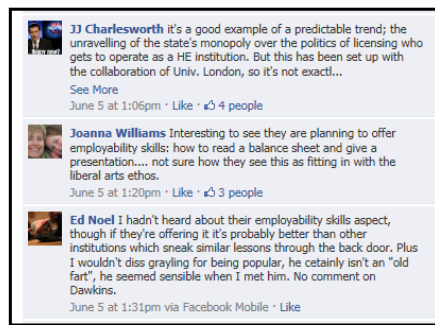 JJ Charlesworth it's a good example of a predictable trend; the
unravelling of the state's monopoly over the politics of licensing who
gets to operate as a HE institution. But this has been set up with
the collaboration of Univ. London, so it's not exactl...
See More
June 5 at 1:06pm · Like · 4 people
Joanna Williams Interesting to see they are planning to offer
employability skills: how to read a balance sheet and give a
presentation.... not sure how they see this as fitting in with the
liberal arts ethos.
June 5 at 1:20pm · Like · 3 people
Ed Noel I hadn't heard about their employability skills aspect,
though if they're offering it it's probably better than other
institutions which sneak similar lessons through the back door. Plus
I wouldn't diss grayling for being popular, he cetainly isn't an "old
fart", he seemed sensible when I met him. No comment on
Dawkins.
June 5 at 1:31pm via Facebook Mobile · Like